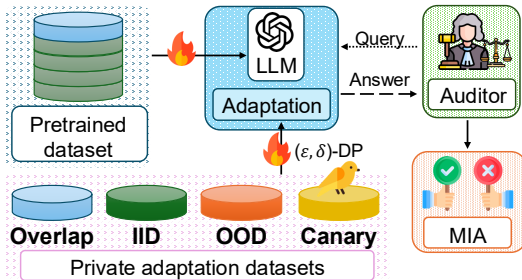 Pretrained
dataset
LLM
Adaptation
Query
Answer
Auditor
(ε, δ)-DP
MIA
Overlap
IID
OOD
Canary
Private adaptation datasets